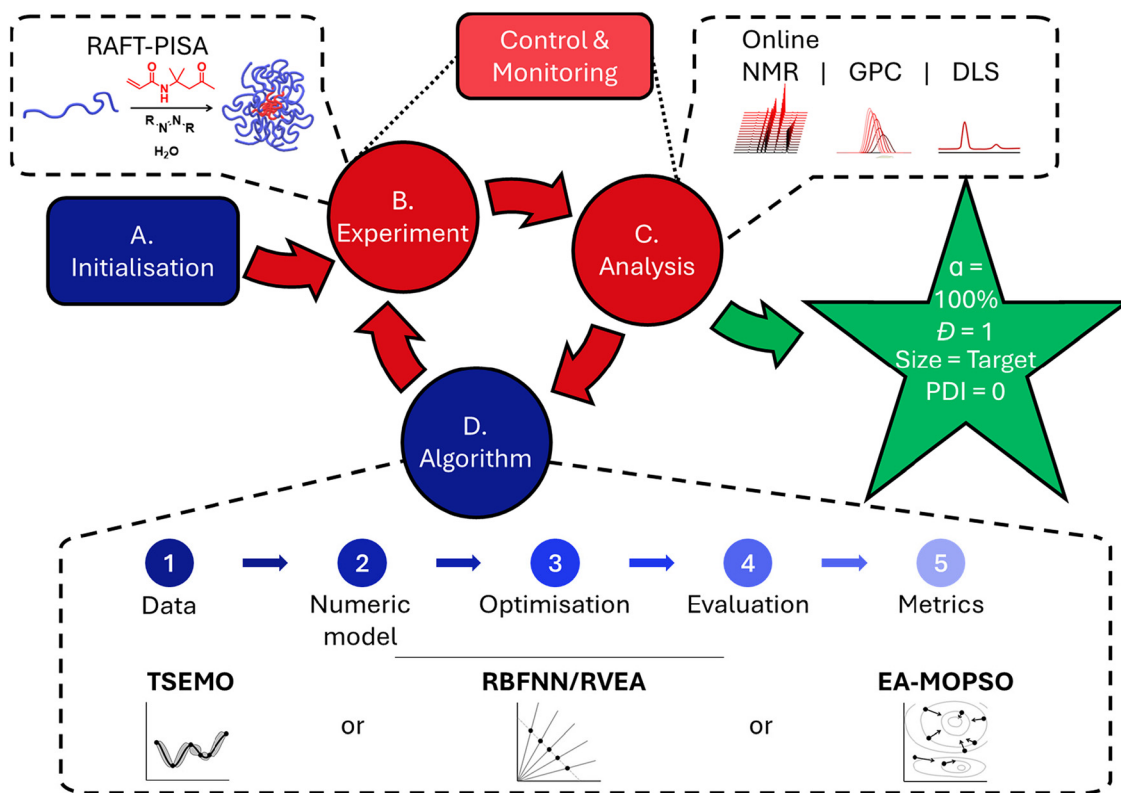 RAFT-PISA
O
O
N
H
R
N
N
R
H₂O
Control &
Monitoring
Online
NMR | GPC | DLS
A.
Initialisation
B.
Experiment
C.
Analysis
α =
100%
Đ = 1
Size = Target
PDI = 0
D.
Algorithm
1
2
3
4
5
Data
Numeric
model
Optimisation
Evaluation
Metrics
TSEMO
or
RBFNN/RVEA
or
EA-MOPSO